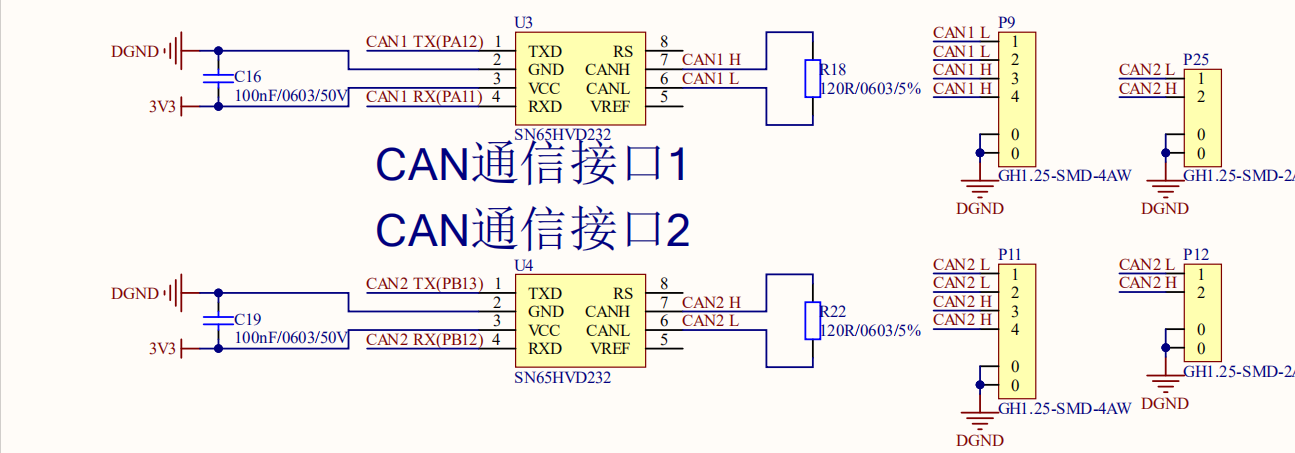 U3
DGND
CAN1 TX(PA12) 1 TXD RS 8
2 GND CANH 7 CAN1 H
C16
3 VCC CANL 6 CAN1 L
100nF/0603/50V
3V3
CAN1 RX(PA11) 4 RXD VREF 5
SN65HVD232
R18
120R/0603/5%
P9
CAN1 L 1
CAN1 L 2
CAN1 H 3
CAN1 H 4
0
0
GH1.25-SMD-4AW
DGND
P25
CAN2 L 1
CAN2 H 2
0
0
GH1.25-SMD-2
DGND
CAN通信接口1
CAN通信接口2
U4
DGND
CAN2 TX(PB13) 1 TXD RS 8
2 GND CANH 7 CAN2 H
C19
3 VCC CANL 6 CAN2 L
100nF/0603/50V
3V3
CAN2 RX(PB12) 4 RXD VREF 5
SN65HVD232
R22
120R/0603/5%
P11
CAN2 L 1
CAN2 L 2
CAN2 H 3
CAN2 H 4
0
0
GH1.25-SMD-4AW
DGND
P12
CAN2 L 1
CAN2 H 2
0
0
GH1.25-SMD-2
DGND